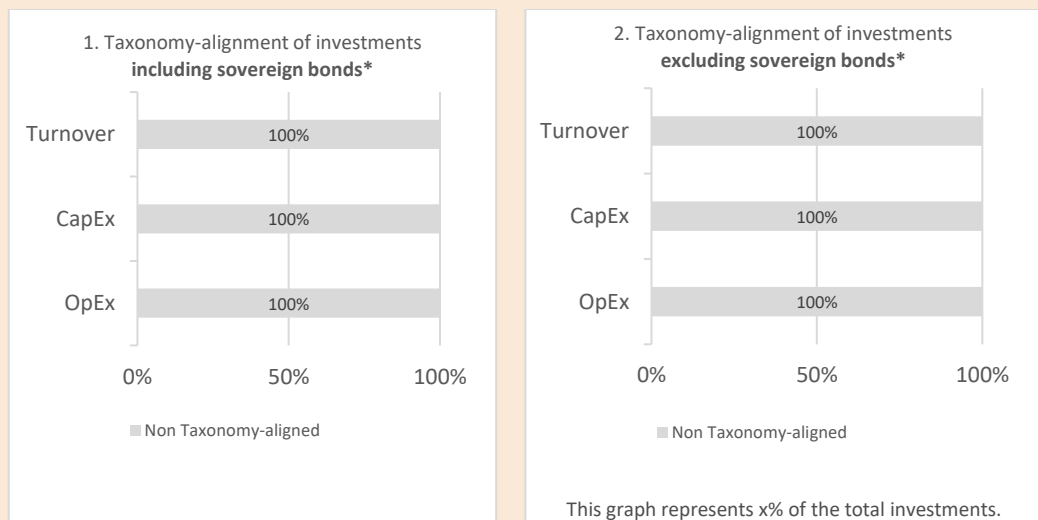 1. Taxonomy-alignment of investments
including sovereign bonds*
Turnover
100%
CapEx
100%
OpEx
100%
0%
50%
100%
Non Taxonomy-aligned
2. Taxonomy-alignment of investments
excluding sovereign bonds*
Turnover
100%
CapEx
100%
OpEx
100%
0%
50%
100%
Non Taxonomy-aligned
This graph represents x% of the total investments.